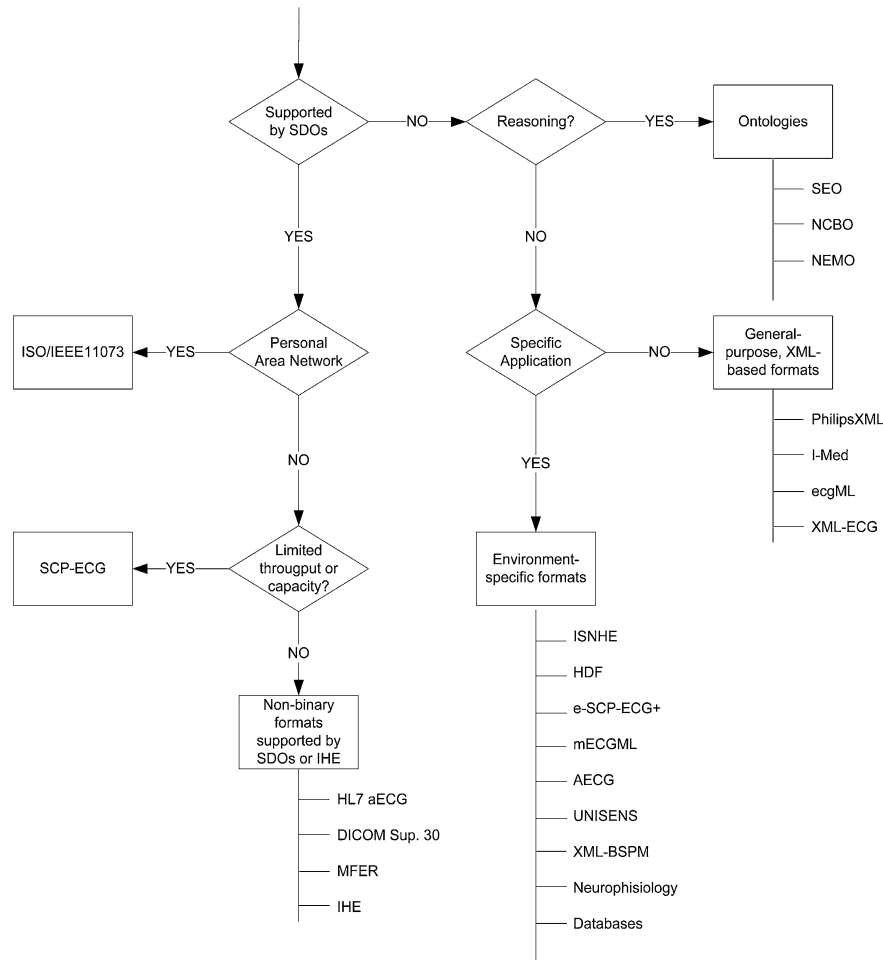 Supported
by SDOs
NO
Reasoning?
YES
Ontologies
SEO
NCBO
NEMO
YES
NO
ISO/IEEE11073
YES
Personal
Area Network
Specific
Application
NO
General-
purpose, XML-
based formats
PhilipsXML
I-Med
ecgML
XML-ECG
NO
YES
SCP-ECG
YES
Limited
througput or
capacity?
Environment-
specific formats
ISNHE
HDF
e-SCP-ECG+
mECGML
AECG
UNISENS
XML-BSPM
Neurophisiology
Databases
NO
Non-binary
formats
supported by
SDOs or IHE
HL7 aECG
DICOM Sup. 30
MFER
IHE